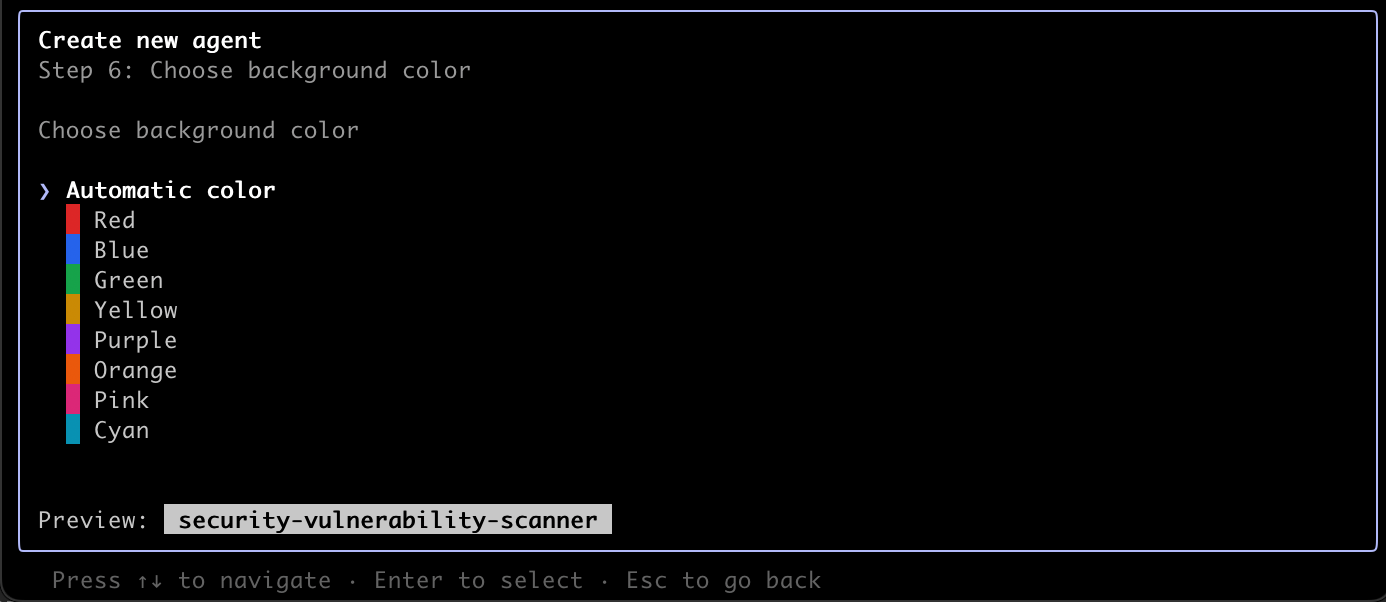 Create new agent
Step 6: Choose background color
Choose background color
❯ Automatic color
Red
Blue
Green
Yellow
Purple
Orange
Pink
Cyan
Preview: security-vulnerability-scanner
Press ↑↓ to navigate · Enter to select · Esc to go back